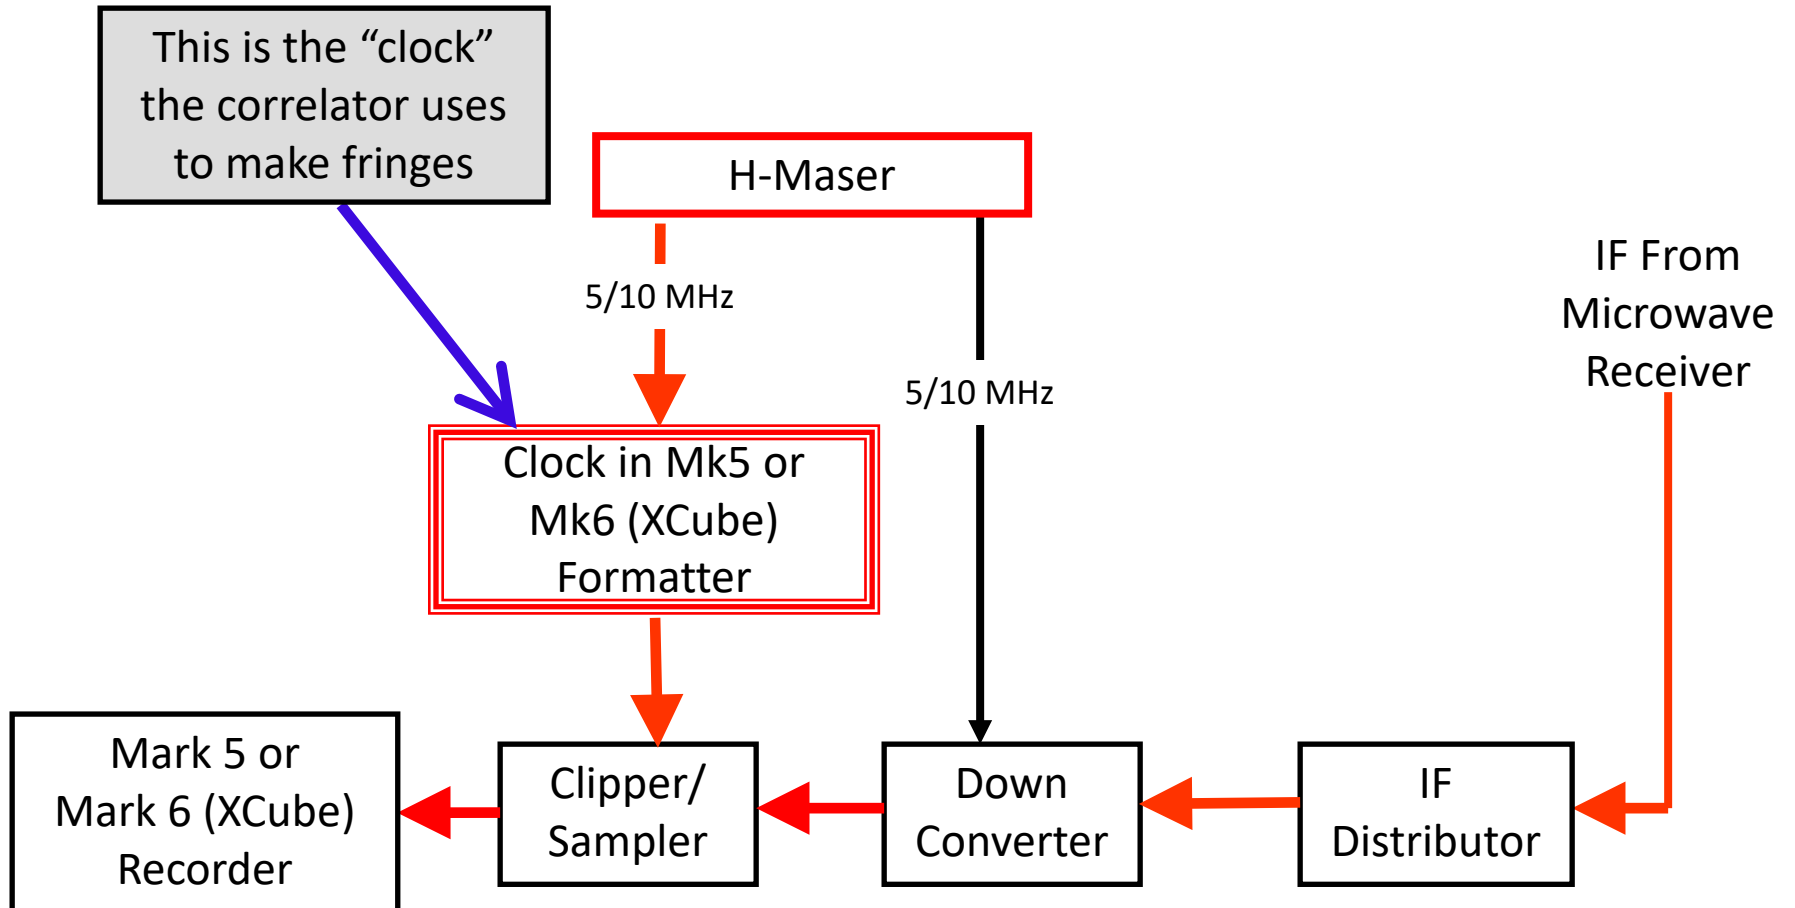 This is the “clock”
the correlator uses
to make fringes
H-Maser
5/10 MHz
5/10 MHz
IF From
Microwave
Receiver
Clock in Mk5 or
Mk6 (XCube)
Formatter
Mark 5 or
Mark 6 (XCube)
Recorder
Clipper/
Sampler
Down
Converter
IF
Distributor